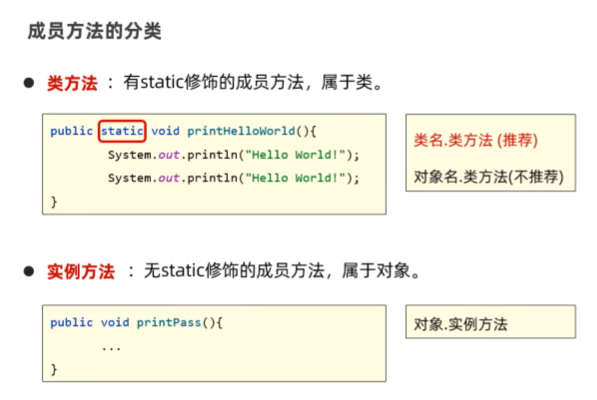 成员方法的分类
● 类方法 ：有static修饰的成员方法，属于类。
public static void printHelloWorld(){
System.out.println("Hello World!");
System.out.println("Hello World!");
}
类名.类方法 (推荐)
对象名.类方法(不推荐)
● 实例方法 ：无static修饰的成员方法，属于对象。
public void printPass(){
...
}
对象.实例方法